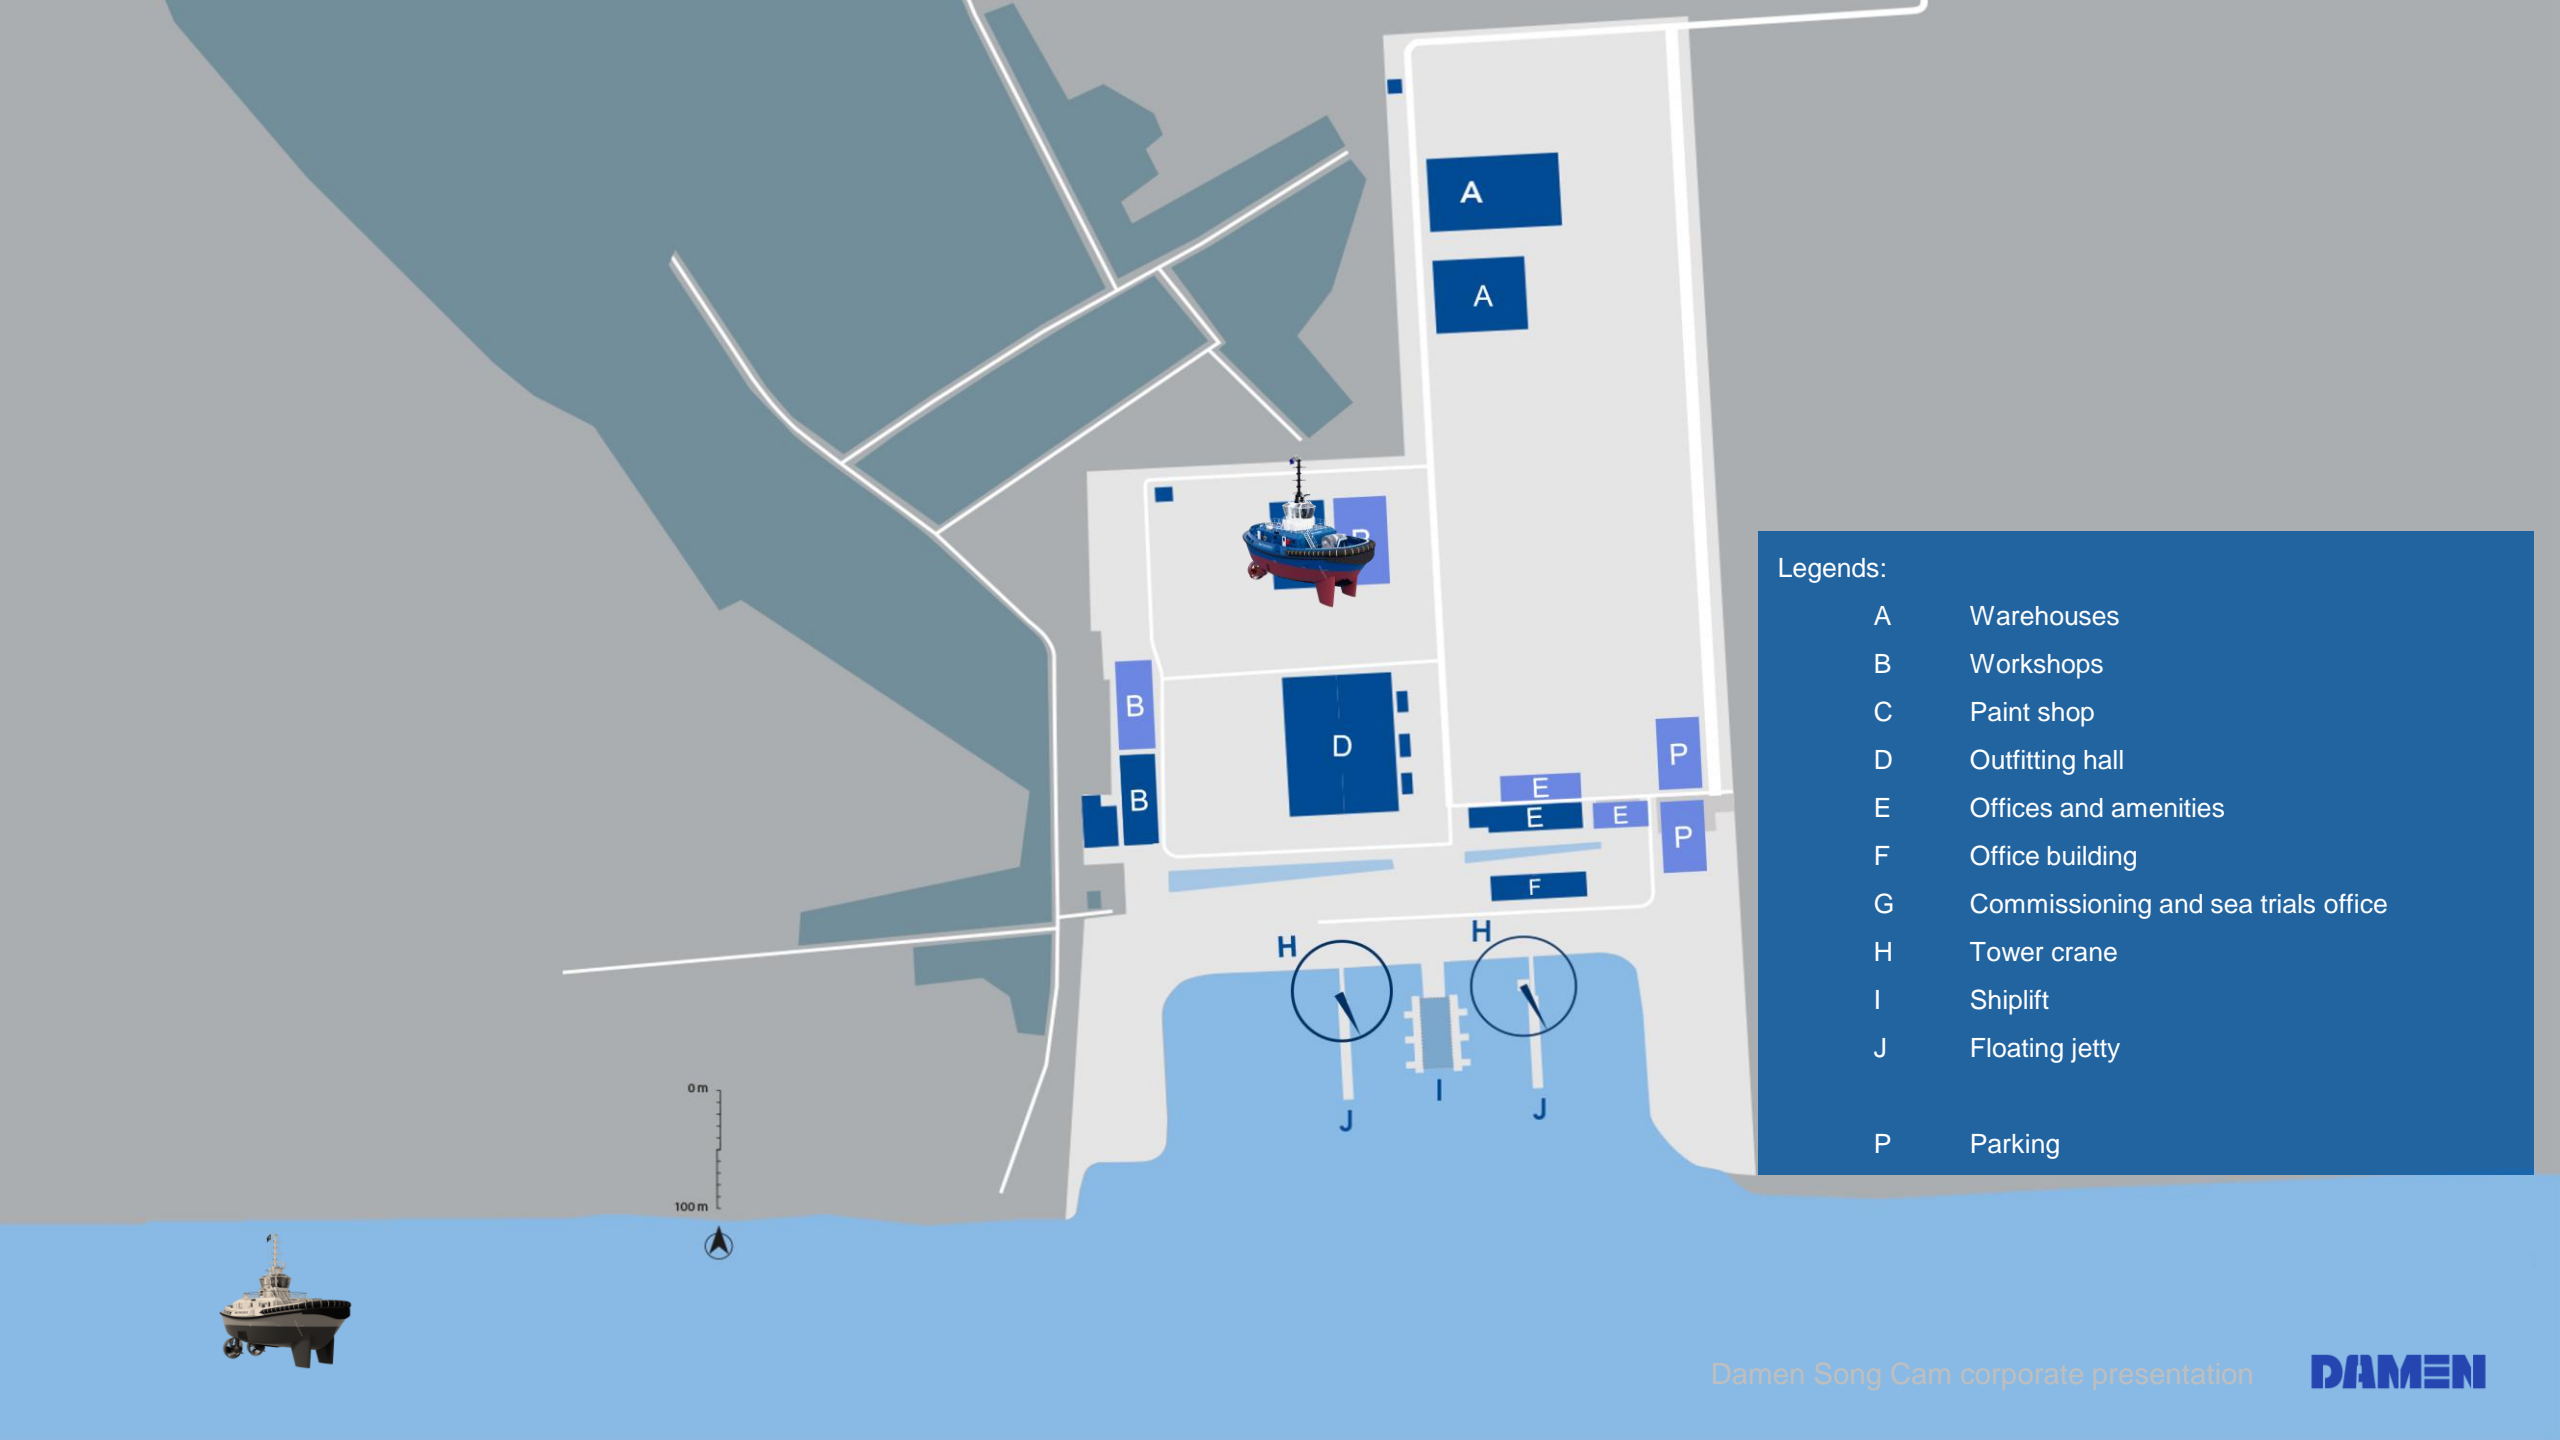 A
A
B
D
B
P
E
E
E
P
F
H
H
J
I
J
0 m
100 m
Legends:
A Warehouses
B Workshops
C Paint shop
D Outfitting hall
E Offices and amenities
F Office building
G Commissioning and sea trials office
H Tower crane
I Shiplift
J Floating jetty
P Parking
Damen Song Cam corporate presentation
DAMEN